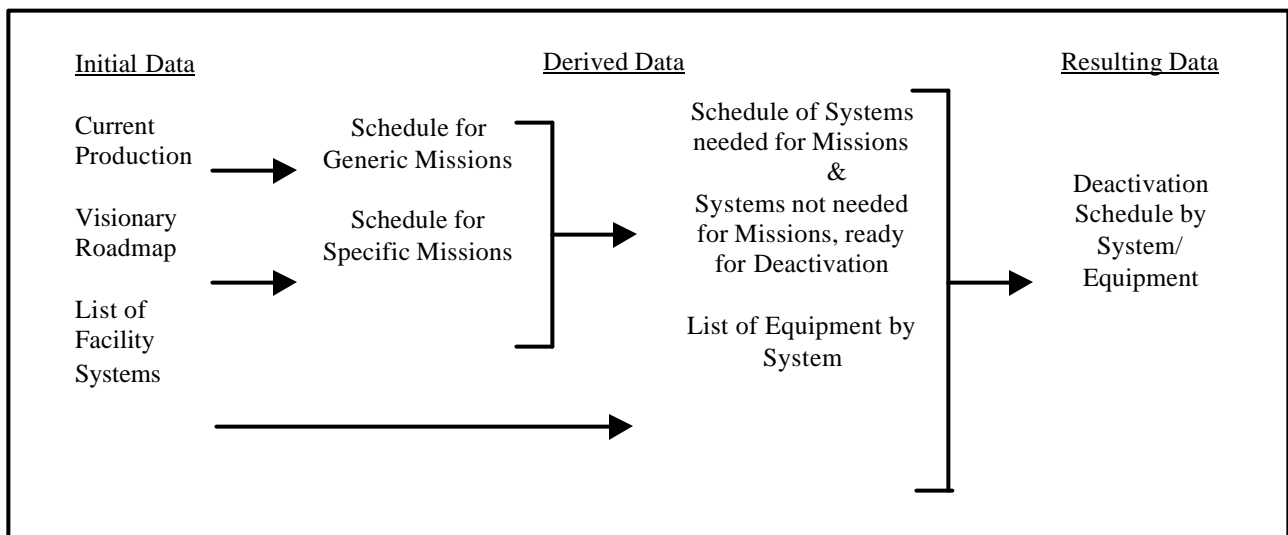 Initial Data
Current
Production
Visionary
Roadmap
List of
Facility
Systems
Derived Data
Schedule for
Generic Missions
Schedule for
Specific Missions
Schedule of Systems
needed for Missions
&
Systems not needed
for Missions, ready
for Deactivation
List of Equipment by
System
Resulting Data
Deactivation
Schedule by
System/
Equipment